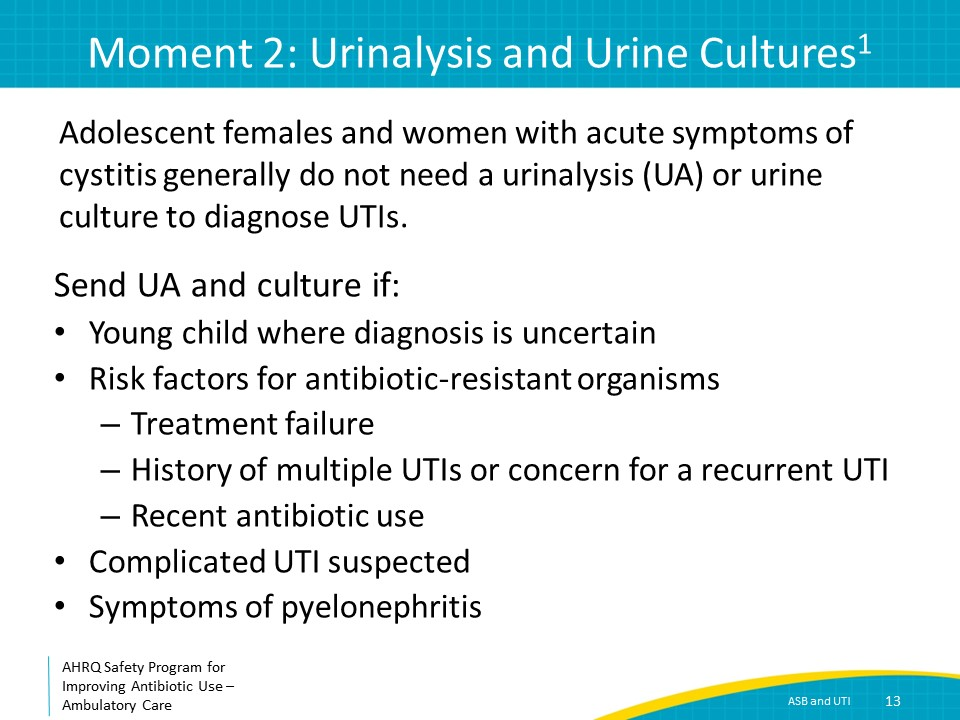 Moment 2: Urinalysis and Urine Cultures¹
Adolescent females and women with acute symptoms of
cystitis generally do not need a urinalysis (UA) or urine
culture to diagnose UTIs.
Send UA and culture if:
• Young child where diagnosis is uncertain
• Risk factors for antibiotic-resistant organisms
– Treatment failure
– History of multiple UTIs or concern for a recurrent UTI
– Recent antibiotic use
• Complicated UTI suspected
• Symptoms of pyelonephritis
AHRQ Safety Program for
Improving Antibiotic Use –
Ambulatory Care
ASB and UTI 13